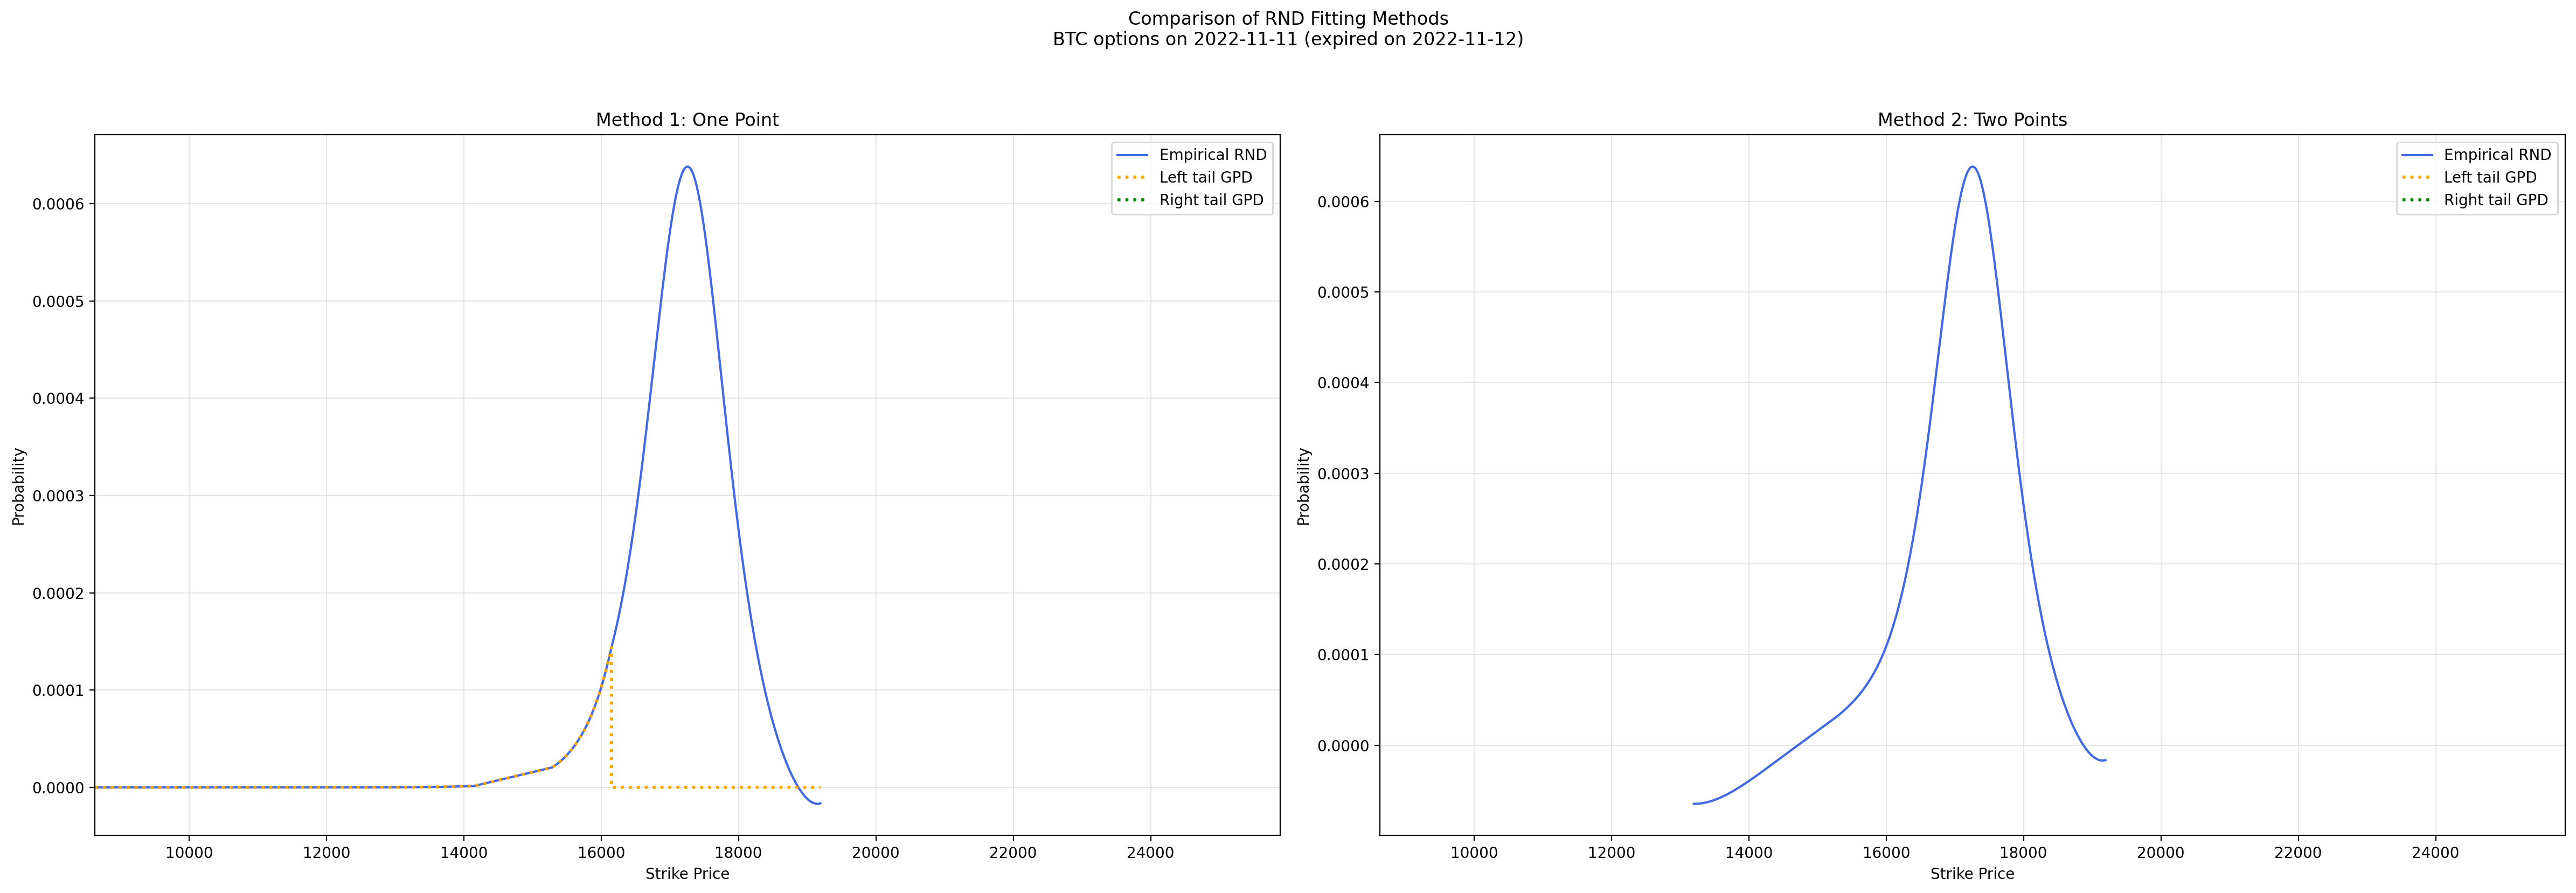 Comparison of RND Fitting Methods
BTC options on 2022-11-11 (expired on 2022-11-12)
Method 1: One Point
Empirical RND
Left tail GPD
Right tail GPD
Probability
0.0006
0.0005
0.0004
0.0003
0.0002
0.0001
0.0000
10000 12000 14000 16000 18000 20000 22000 24000
Strike Price
Method 2: Two Points
Empirical RND
Left tail GPD
Right tail GPD
Probability
0.0006
0.0005
0.0004
0.0003
0.0002
0.0001
0.0000
10000 12000 14000 16000 18000 20000 22000 24000
Strike Price